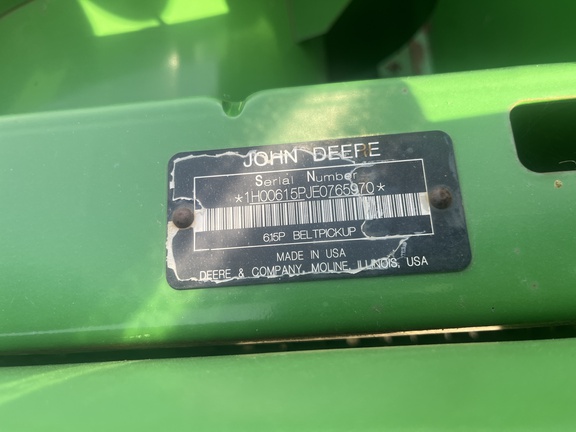 JOHN DEERE
Serial Number
*1H00615PJE0765970*
615P BELTPICKUP
MADE IN USA
DEERE & COMPANY, MOLINE, ILLINOIS, USA